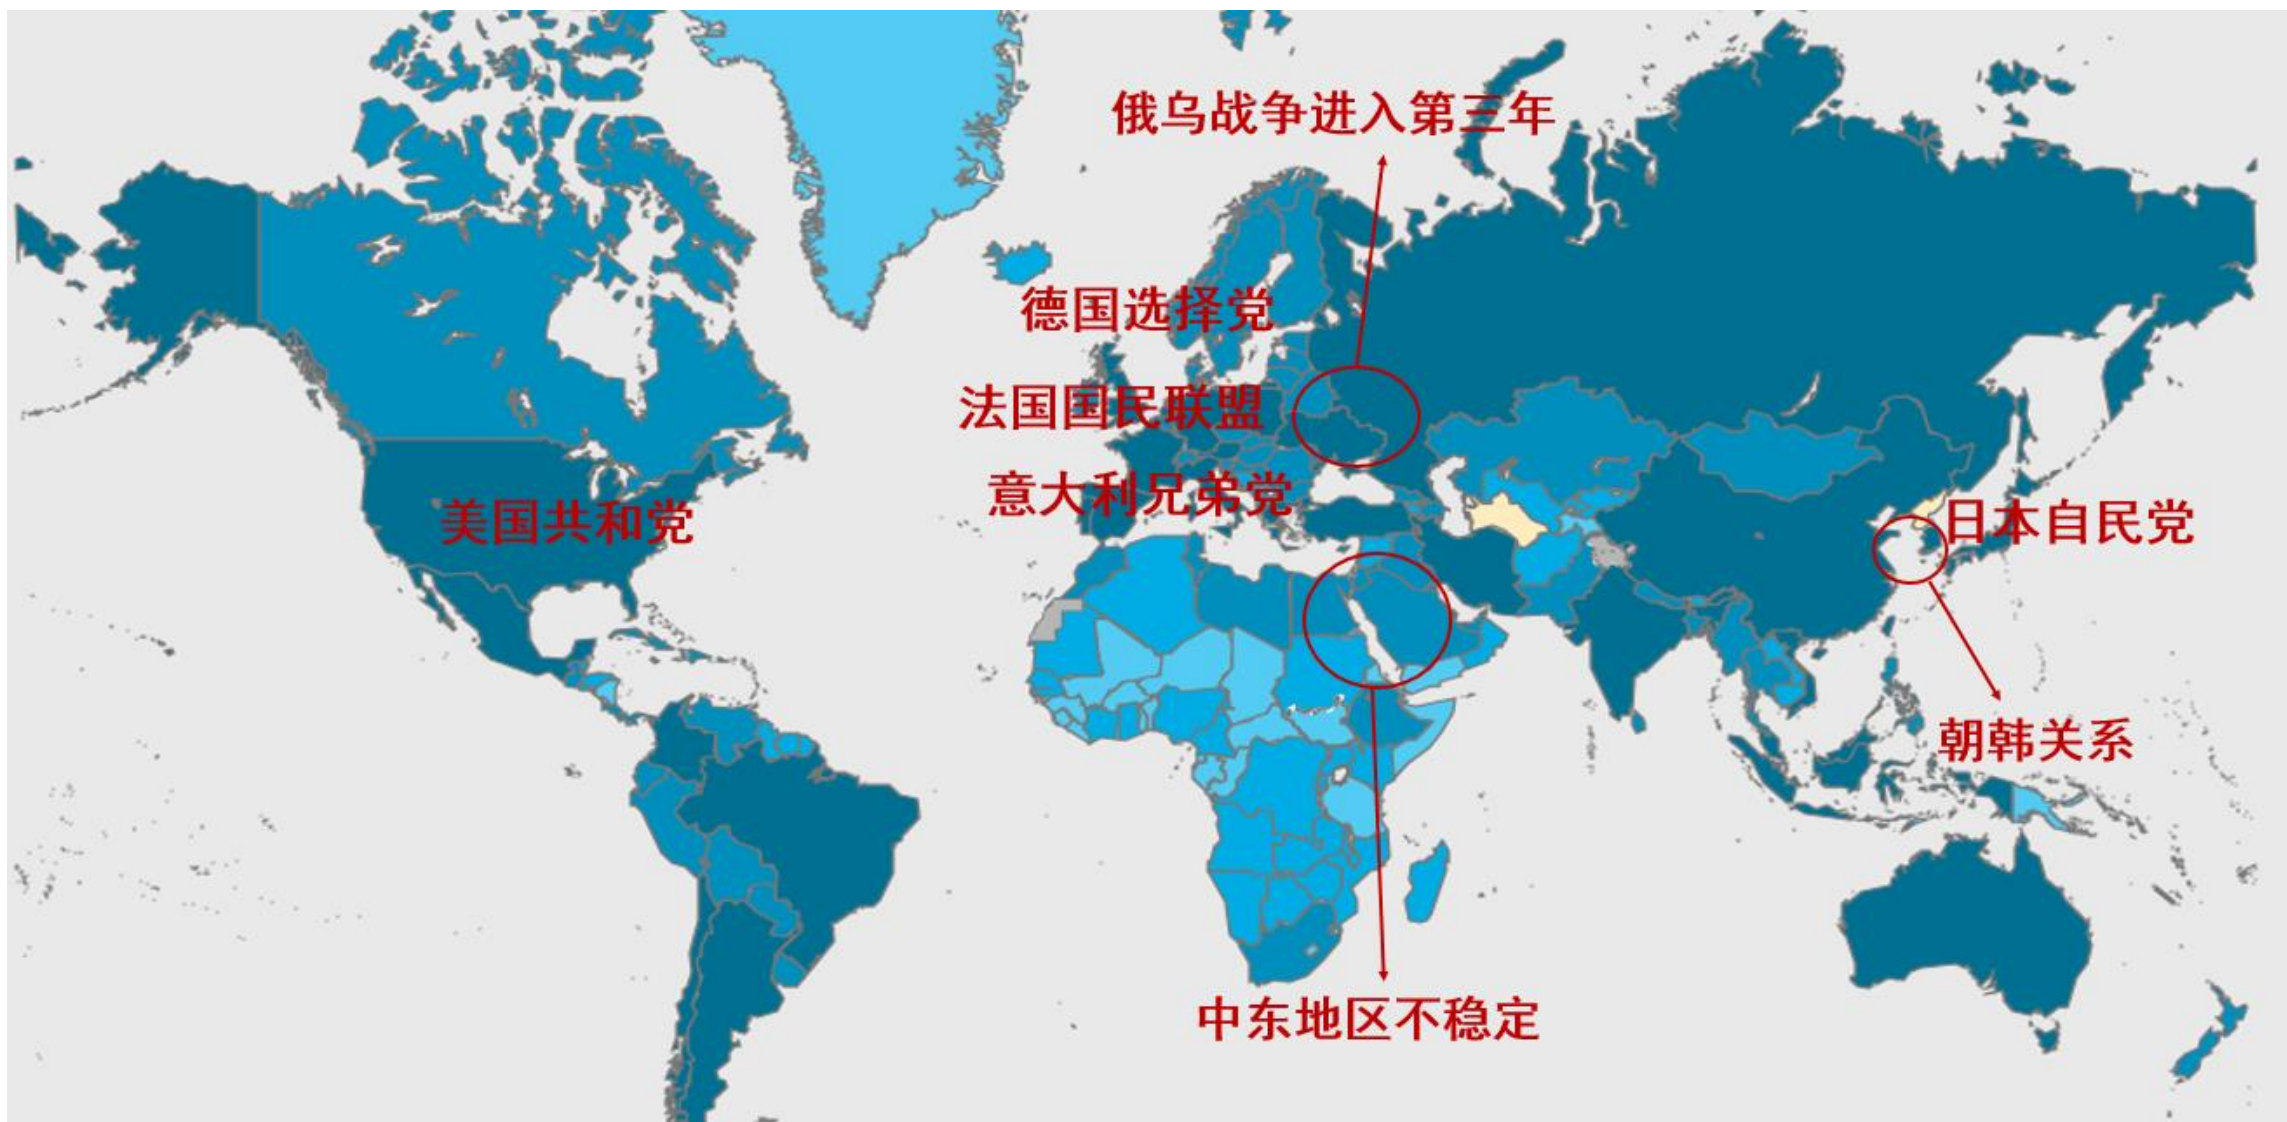 俄乌战争进入第三年
德国选择党
法国国民联盟
意大利兄弟党
美国共和党
日本自民党
朝韩关系
中东地区不稳定